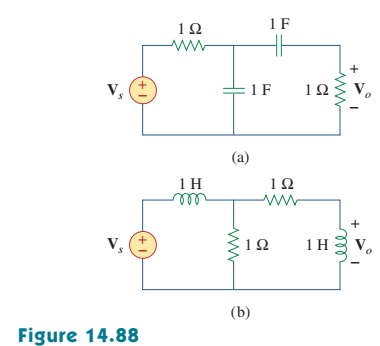 1 Ω
1 F
V_s
+
−
1 F
1 Ω
+
V_o
−
(a)
1 H
1 Ω
V_s
+
−
1 Ω
1 H
+
V_o
−
(b)
Figure 14.88